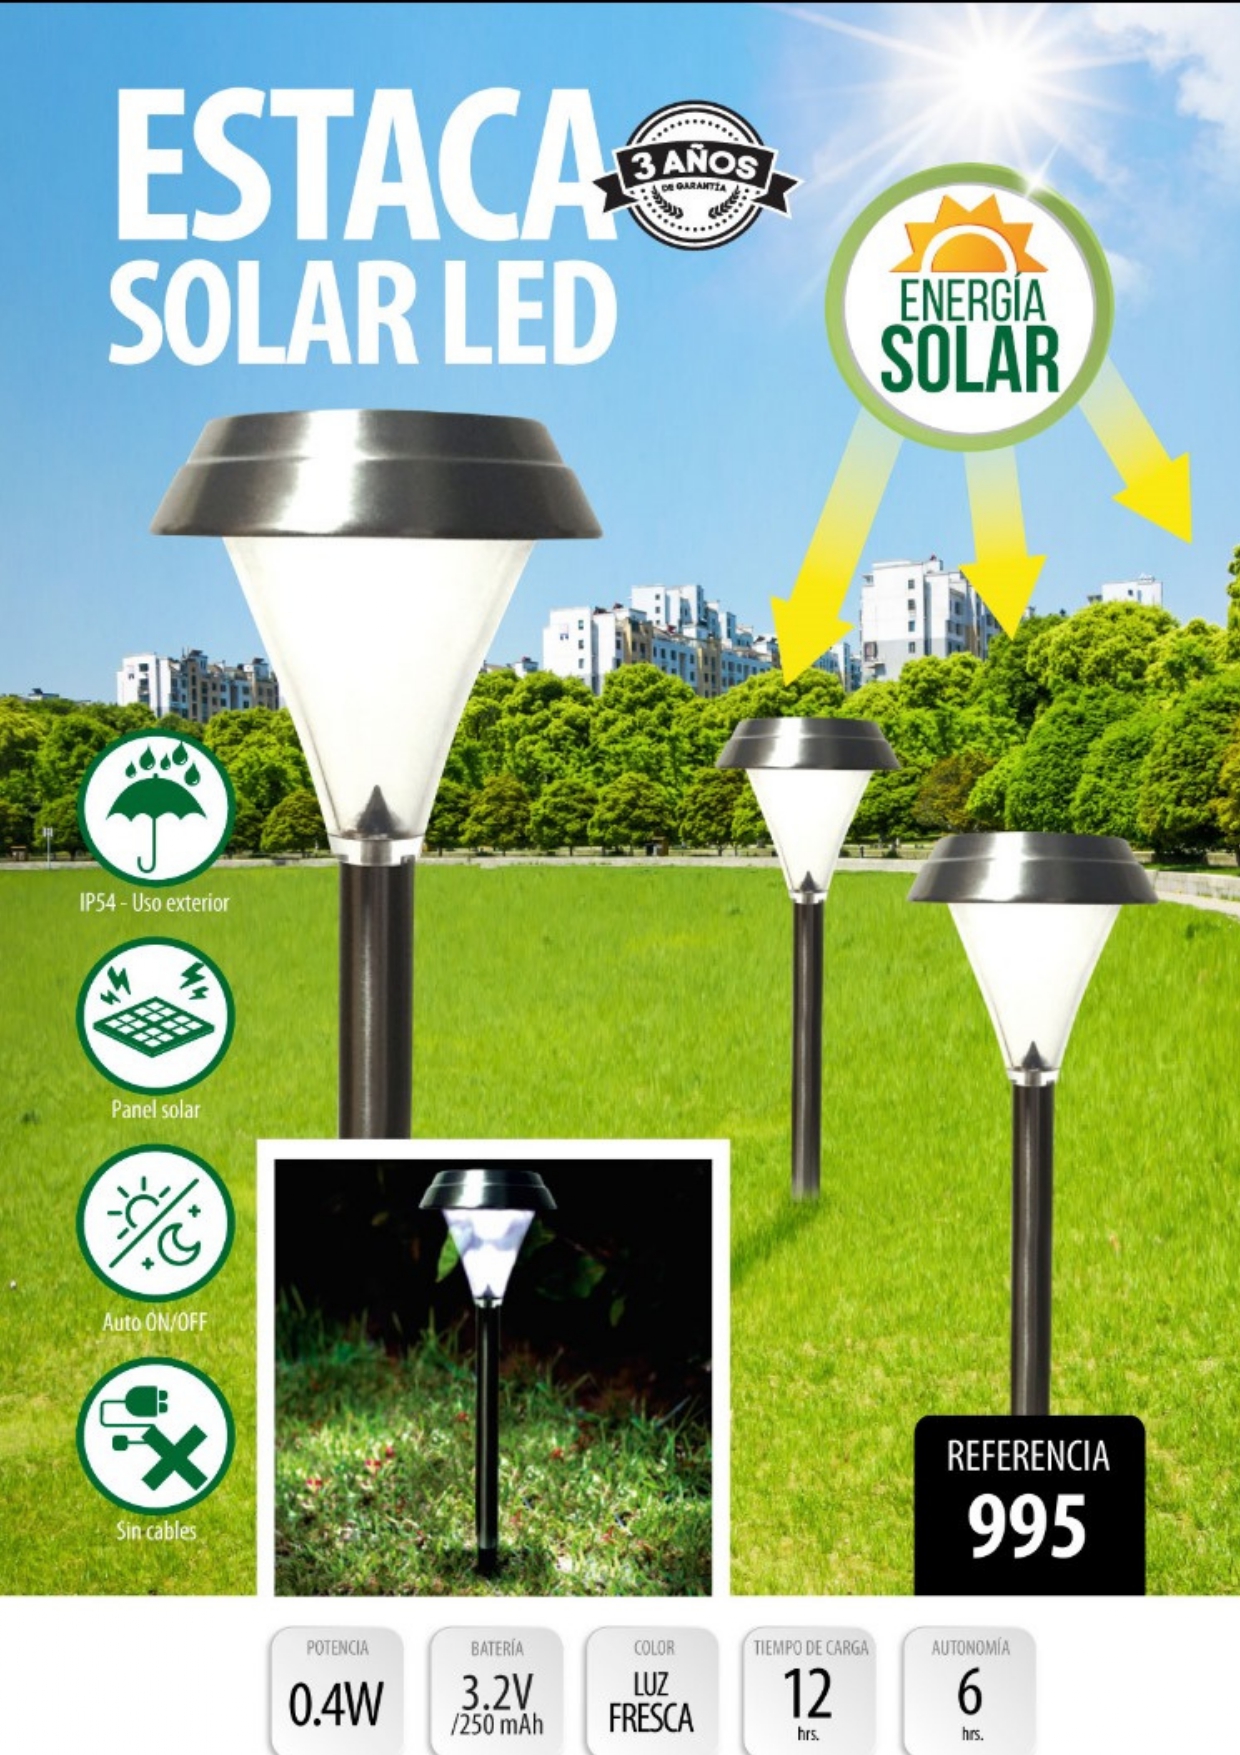 ESTACA
SOLAR LED
3 AÑOS
DE GARANTÍA
ENERGÍA
SOLAR
IP54 - Uso exterior
Panel solar
Auto ON/OFF
Sin cables
REFERENCIA
995
POTENCIA
0.4W
BATERÍA
3.2V
/250 mAh
COLOR
LUZ
FRESCA
TIEMPO DE CARGA
12
hrs.
AUTONOMÍA
6
hrs.